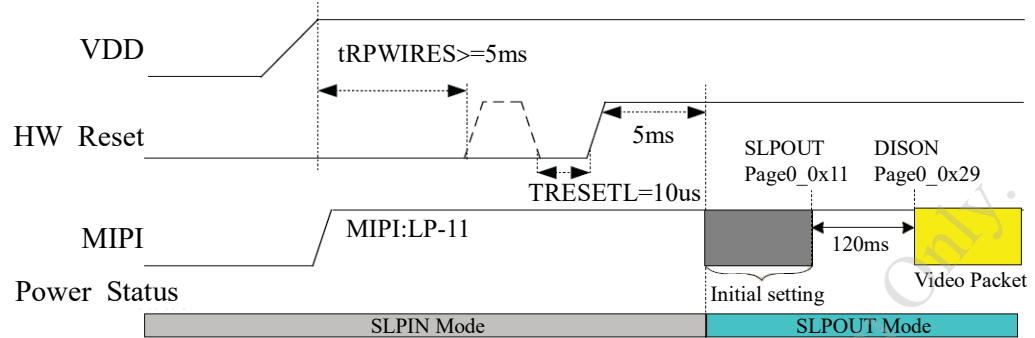 VDD
tRPWIRES>=5ms
HW Reset
5ms
TRESETL=10us
SLPOUT
Page0_0x11
DISON
Page0_0x29
MIPI
MIPI:LP-11
120ms
Only.
Initial setting
Video Packet
Power Status
SLPIN Mode
SLPOUT Mode